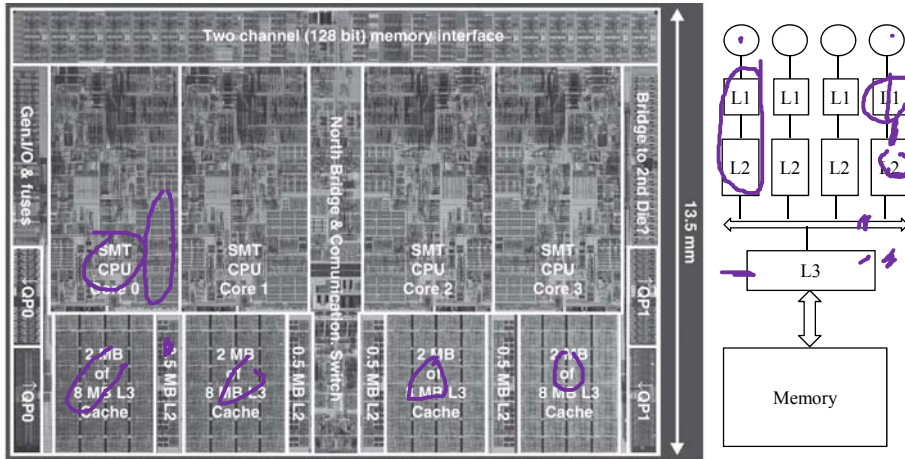 Two channel (128 bit) memory interface
Gen.I/O & fuses
North Bridge & Comunication. Switch
Bridge to 2nd Die?
13.5 mm
SMT
CPU
Core 0
SMT
CPU
Core 1
SMT
CPU
Core 2
SMT
CPU
Core 3
↓QP0
↑QP0
↓QP1
↑QP1
2 MB
of
8 MB L3
Cache
0.5 MB L2
2 MB
of
8 MB L3
Cache
0.5 MB L2
0.5 MB L2
2 MB
of
8 MB L3
Cache
0.5 MB L2
2 MB
of
8 MB L3
Cache
L1 L1 L1 L1
L2 L2 L2 L2
L3
Memory